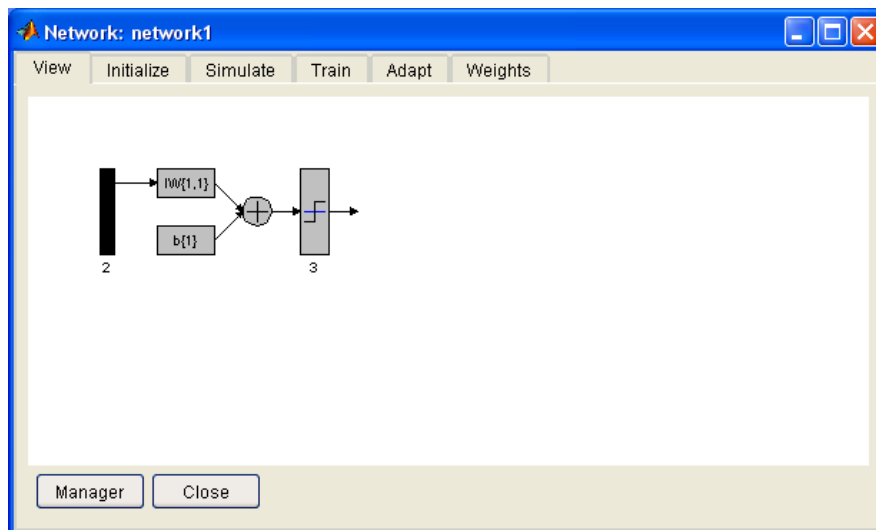 Network: network1
View Initialize Simulate Train Adapt Weights
IW{1,1}
b{1}
2 3
Manager Close